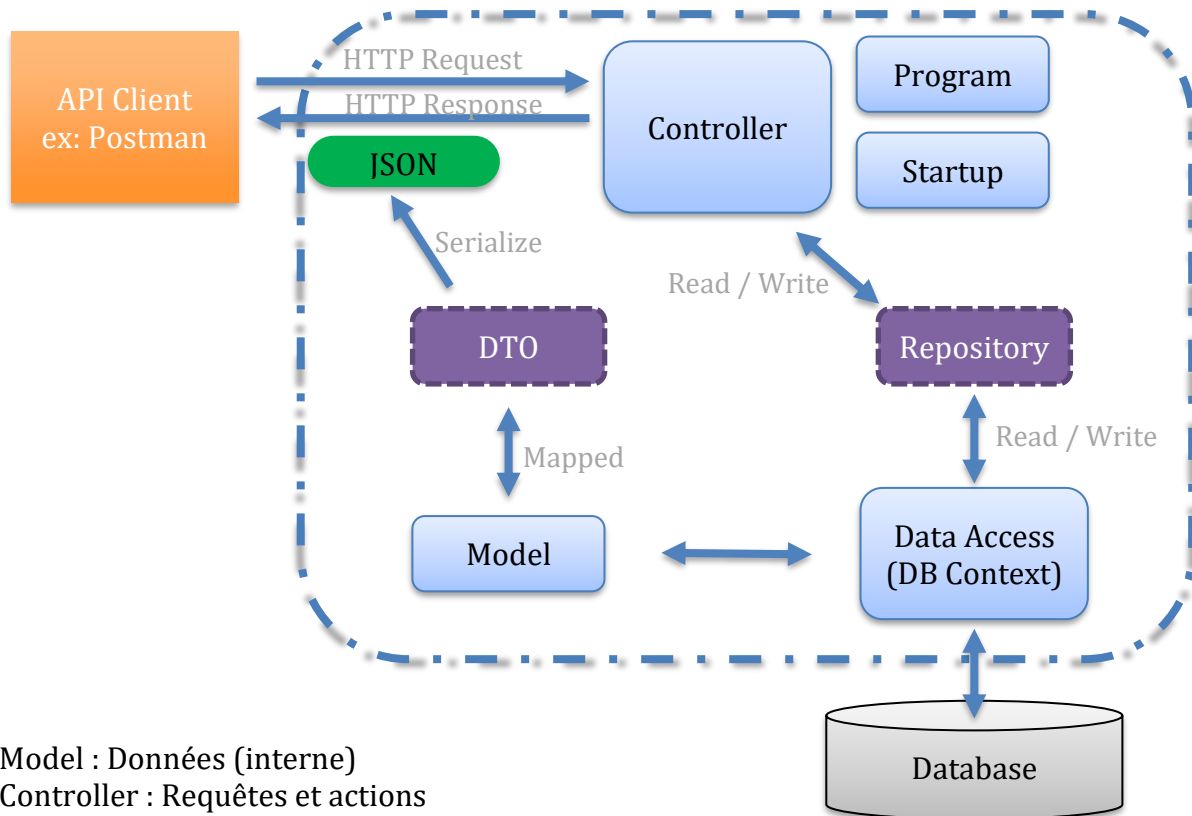 API Client
ex: Postman
HTTP Request
HTTP Response
JSON
Controller
Program
Startup
Serialize
Read / Write
DTO
Repository
Mapped
Read / Write
Model
Data Access
(DB Context)
Database
Model : Données (interne)
Controller : Requêtes et actions